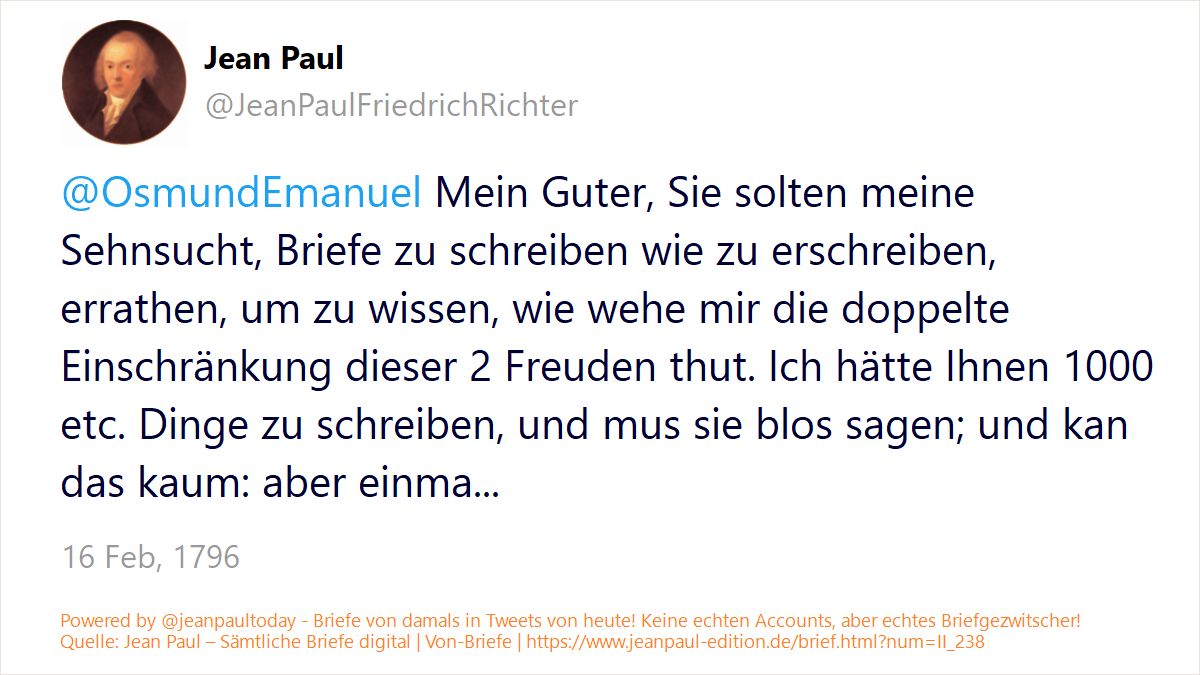 Jean Paul
@JeanPaulFriedrichRichter
@OsmundEmanuel Mein Guter, Sie solten meine
Sehnsucht, Briefe zu schreiben wie zu erschreiben,
errathen, um zu wissen, wie wehe mir die doppelte
Einschränkung dieser 2 Freuden thut. Ich hätte Ihnen 1000
etc. Dinge zu schreiben, und mus sie blos sagen; und kan
das kaum: aber einma...
16 Feb, 1796
Powered by @jeanpaultoday - Briefe von damals in Tweets von heute! Keine echten Accounts, aber echtes Briefgezwitscher!
Quelle: Jean Paul – Sämtliche Briefe digital | Von-Briefe | https://www.jeanpaul-edition.de/brief.html?num=II_238